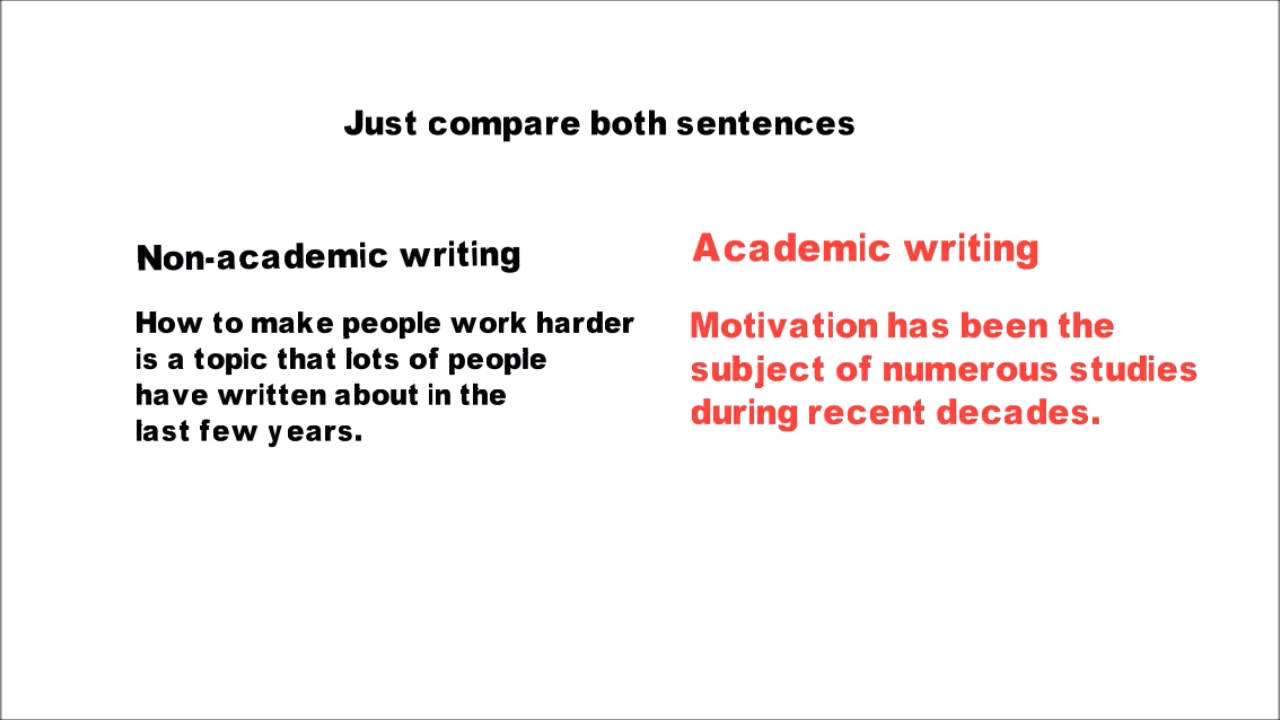 Just compare both sentences
Non-academic writing
How to make people work harder
is a topic that lots of people
have written about in the
last few years.
Academic writing
Motivation has been the
subject of numerous studies
during recent decades.